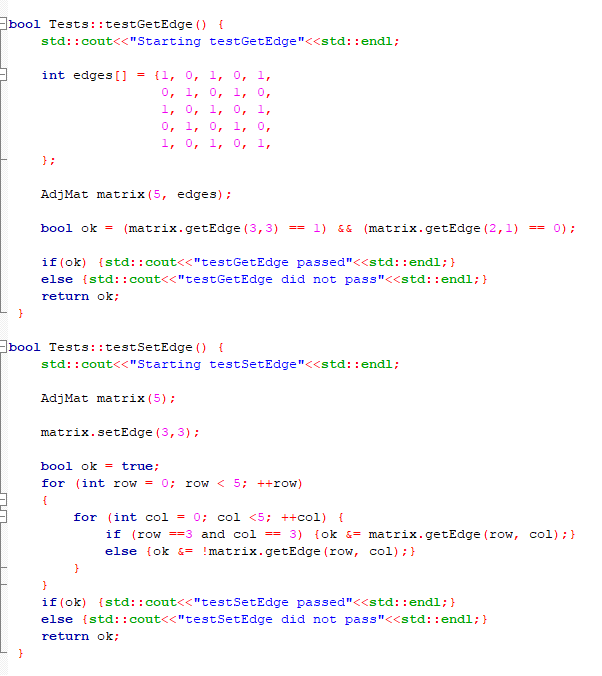 bool Tests::testGetEdge() {
    std::cout<<"Starting testGetEdge"<<std::endl;

    int edges[] = {1, 0, 1, 0, 1,
                   0, 1, 0, 1, 0,
                   1, 0, 1, 0, 1,
                   0, 1, 0, 1, 0,
                   1, 0, 1, 0, 1,
    };

    AdjMat matrix(5, edges);

    bool ok = (matrix.getEdge(3,3) == 1) && (matrix.getEdge(2,1) == 0);

    if(ok) {std::cout<<"testGetEdge passed"<<std::endl;}
    else {std::cout<<"testGetEdge did not pass"<<std::endl;}
    return ok;
}

bool Tests::testSetEdge() {
    std::cout<<"Starting testSetEdge"<<std::endl;

    AdjMat matrix(5);

    matrix.setEdge(3,3);

    bool ok = true;
    for (int row = 0; row < 5; ++row)
    {
        for (int col = 0; col <5; ++col) {
            if (row ==3 and col == 3) {ok &= matrix.getEdge(row, col);}
            else {ok &= !matrix.getEdge(row, col);}
        }
    }
    if(ok) {std::cout<<"testSetEdge passed"<<std::endl;}
    else {std::cout<<"testSetEdge did not pass"<<std::endl;}
    return ok;
}